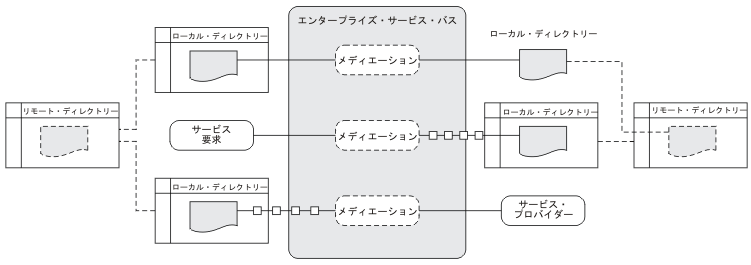 エンタープライズ・サービス・バス
ローカル・ディレクトリー
メディエーション
ローカル・ディレクトリー
リモート・ディレクトリー
サービス
要求
メディエーション
ローカル・ディレクトリー
リモート・ディレクトリー
ローカル・ディレクトリー
メディエーション
サービス・
プロバイダー